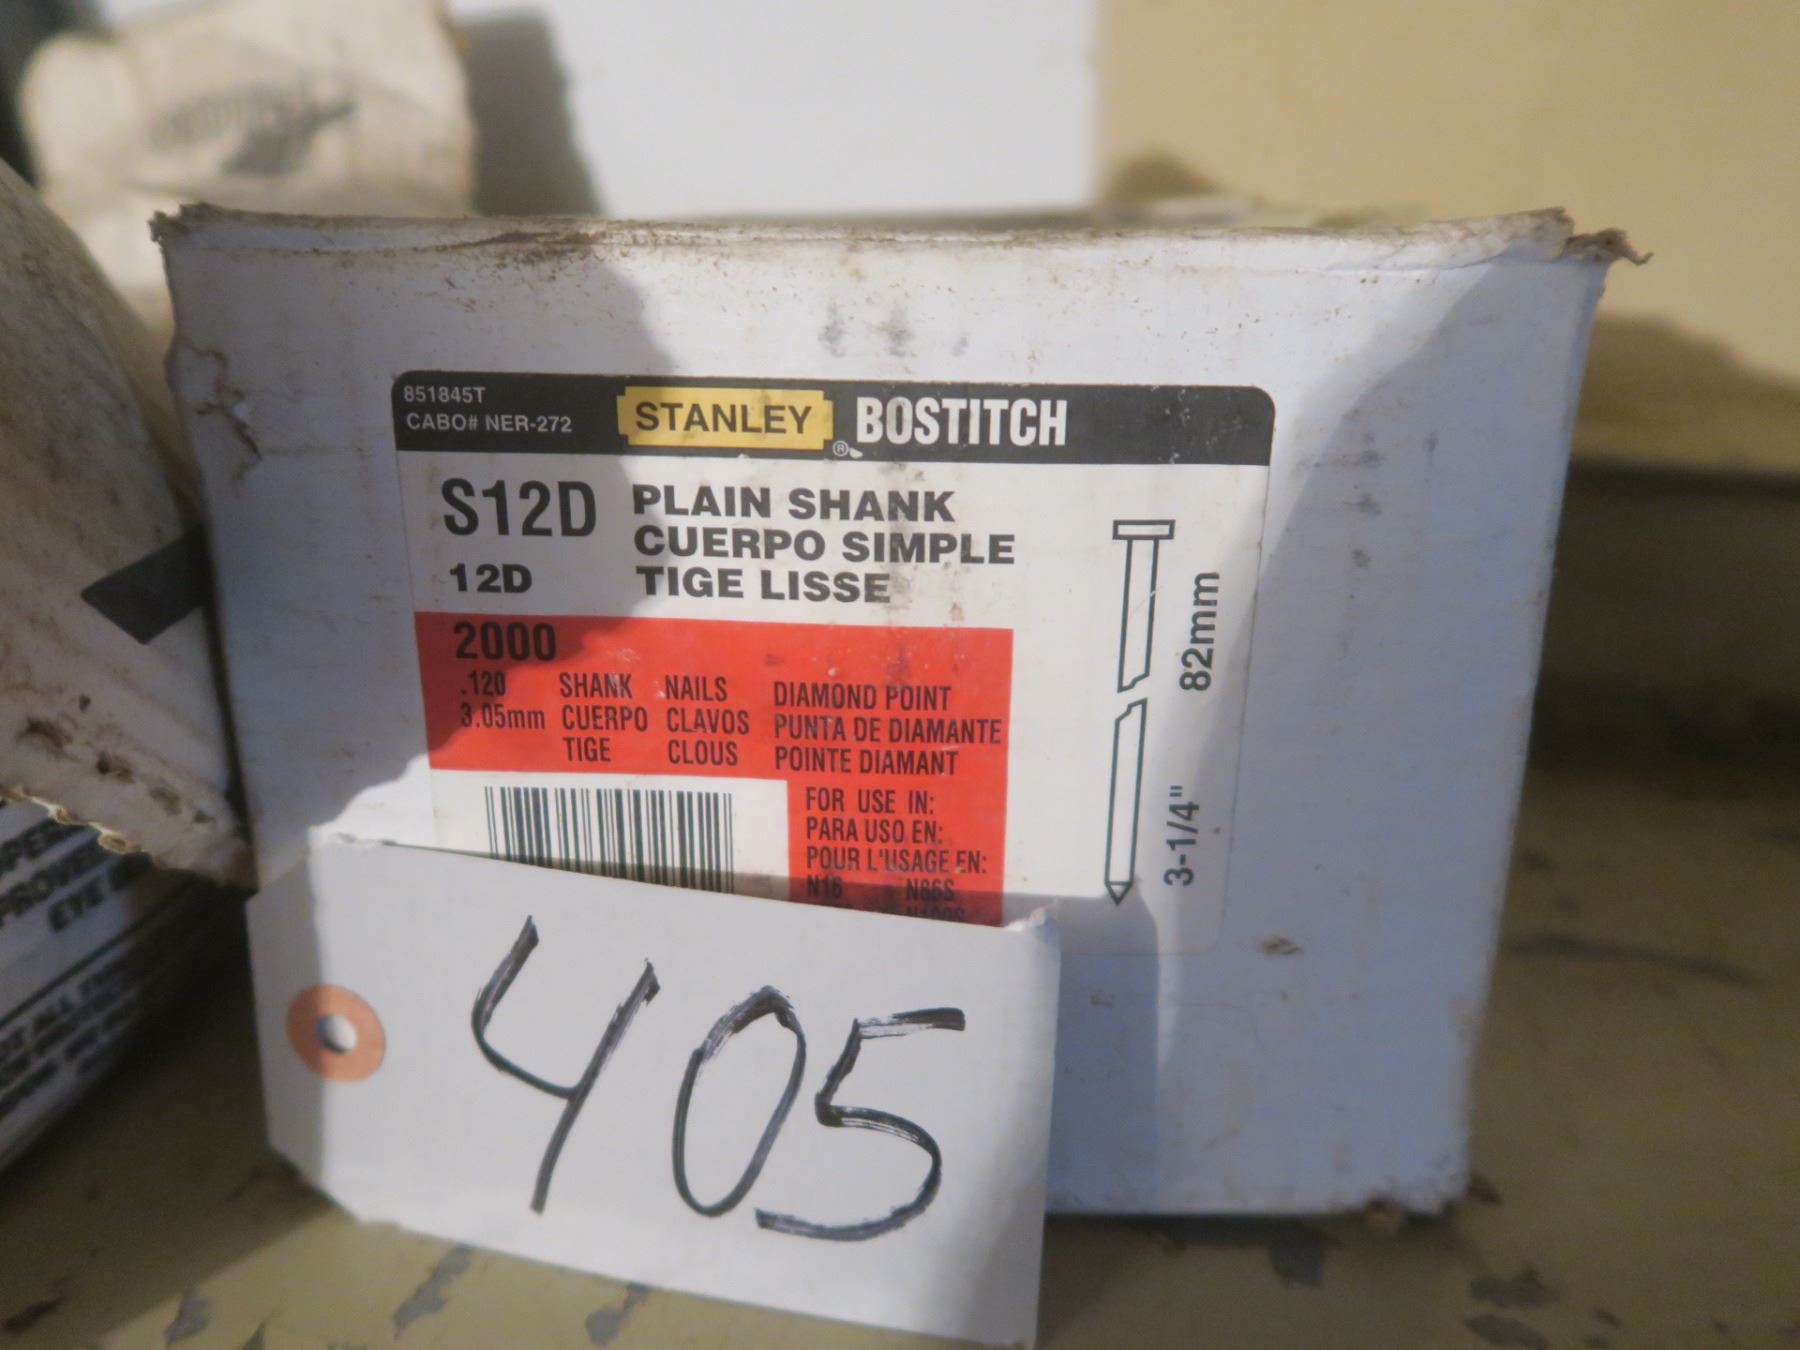 851845T
CABO# NER-272
STANLEY® BOSTITCH
S12D PLAIN SHANK
CUERPO SIMPLE
12D TIGE LISSE
2000
.120 SHANK NAILS DIAMOND POINT
3.05mm CUERPO CLAVOS PUNTA DE DIAMANTE
TIGE CLOUS POINTE DIAMANT
82mm
3-1/4"
FOR USE IN:
PARA USO EN:
POUR L'USAGE EN:
N16 N86S
405